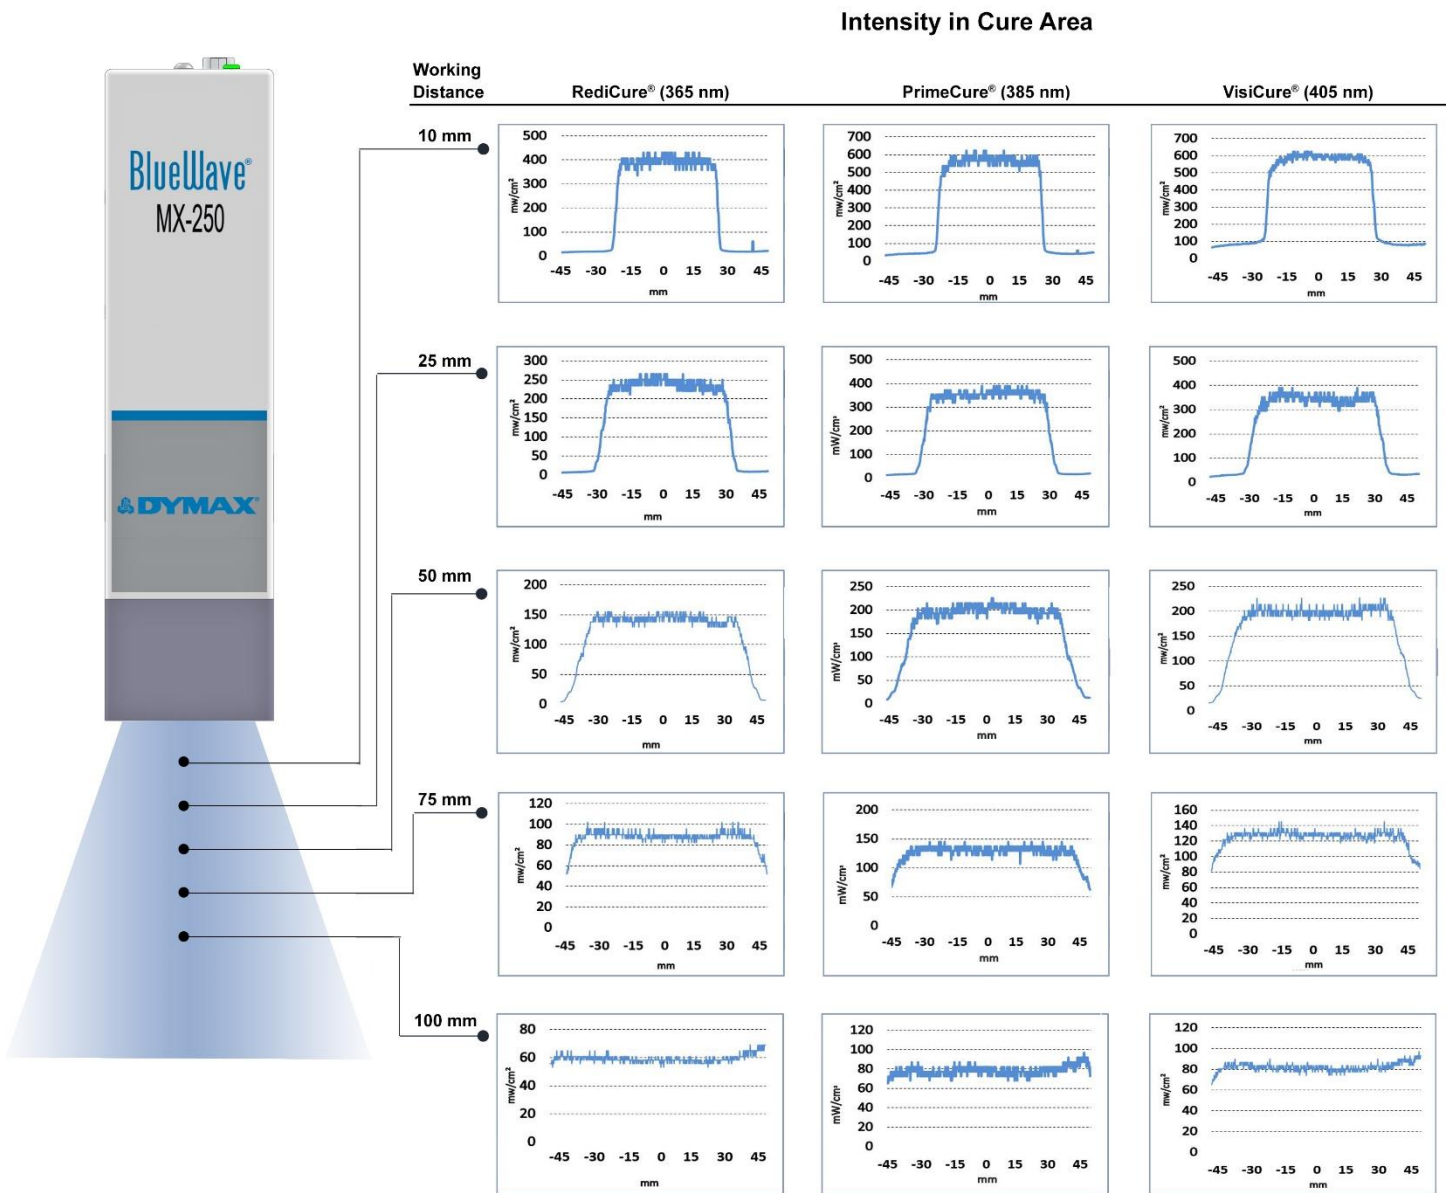 Intensity in Cure Area
Working
Distance
RediCure® (365 nm)
PrimeCure® (385 nm)
VisiCure® (405 nm)
BlueWave®
MX-250
DYMAX®
10 mm
500
400
300
200
100
0
mw/cm²
-45 -30 -15 0 15 30 45
mm
700
600
500
400
300
200
100
0
mw/cm²
-45 -30 -15 0 15 30 45
mm
700
600
500
400
300
200
100
0
mw/cm²
-45 -30 -15 0 15 30 45
mm
25 mm
300
250
200
150
100
50
0
mw/cm²
-45 -30 -15 0 15 30 45
mm
500
400
300
200
100
0
mW/cm²
-45 -30 -15 0 15 30 45
mm
500
400
300
200
100
0
mw/cm²
-45 -30 -15 0 15 30 45
mm
50 mm
200
150
100
50
0
mw/cm²
-45 -30 -15 0 15 30 45
mm
250
200
150
100
50
0
mW/cm²
-45 -30 -15 0 15 30 45
mm
250
200
150
100
50
0
mw/cm²
-45 -30 -15 0 15 30 45
mm
75 mm
120
100
80
60
40
20
0
mw/cm²
-45 -30 -15 0 15 30 45
mm
200
150
100
50
0
mW/cm²
-45 -30 -15 0 15 30 45
mm
160
140
120
100
80
60
40
20
0
mw/cm²
-45 -30 -15 0 15 30 45
mm
100 mm
80
60
40
20
0
mw/cm²
-45 -30 -15 0 15 30 45
mm
120
100
80
60
40
20
0
mW/cm²
-45 -30 -15 0 15 30 45
mm
120
100
80
60
40
20
0
mw/cm²
-45 -30 -15 0 15 30 45
mm